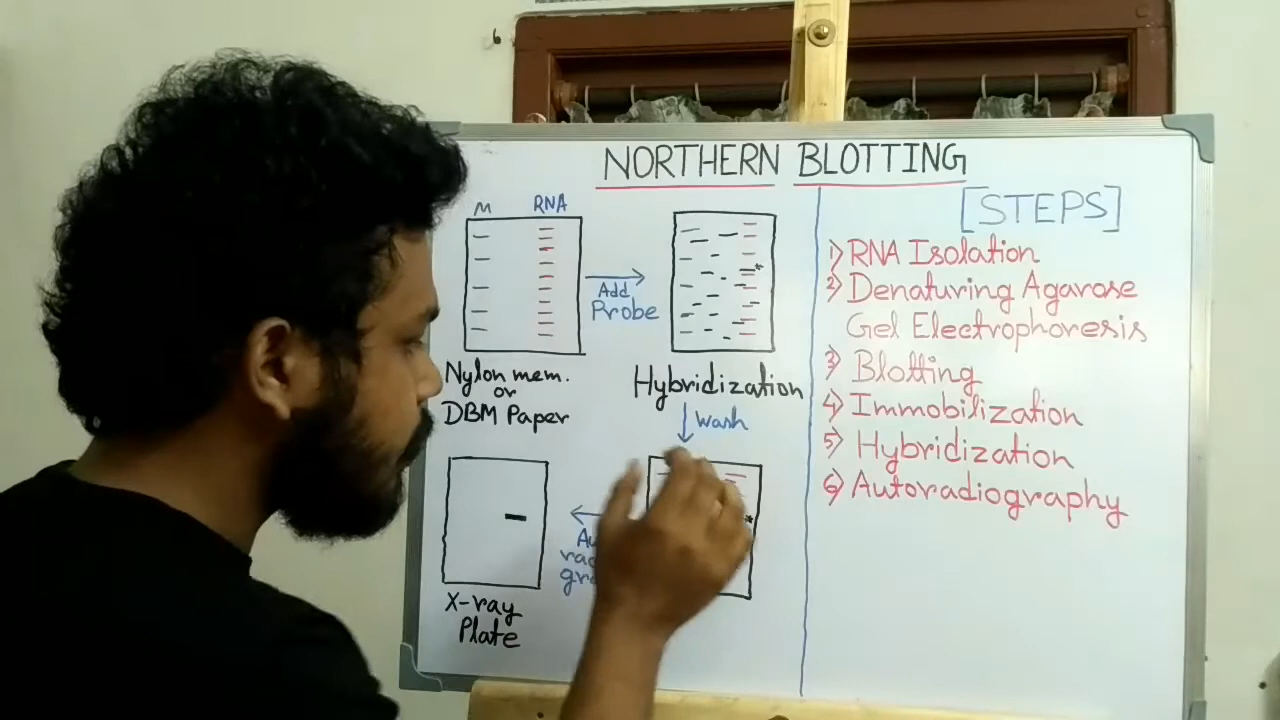 NORTHERN BLOTTING
M RNA
Add
Probe
Nylon mem.
or
DBM Paper
Hybridization
Wash
X-ray
Plate
[STEPS]
1) RNA Isolation
2) Denaturing Agarose
Gel Electrophoresis
3) Blotting
4) Immobilization
5) Hybridization
6) Autoradiography